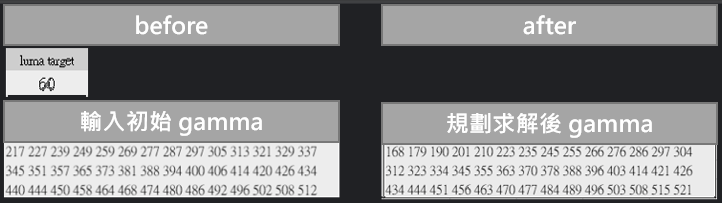 before
after
luma target
60
輸入初始 gamma
規劃求解後 gamma
217 227 239 249 259 269 277 287 297 305 313 321 329 337
345 351 357 365 373 381 388 394 400 406 414 420 426 434
440 444 450 458 464 468 474 480 486 492 496 502 508 512
168 179 190 201 210 223 235 245 255 266 276 286 297 304
312 323 334 345 355 363 370 378 388 396 403 414 421 426
434 444 451 456 463 470 477 484 489 496 503 508 515 521